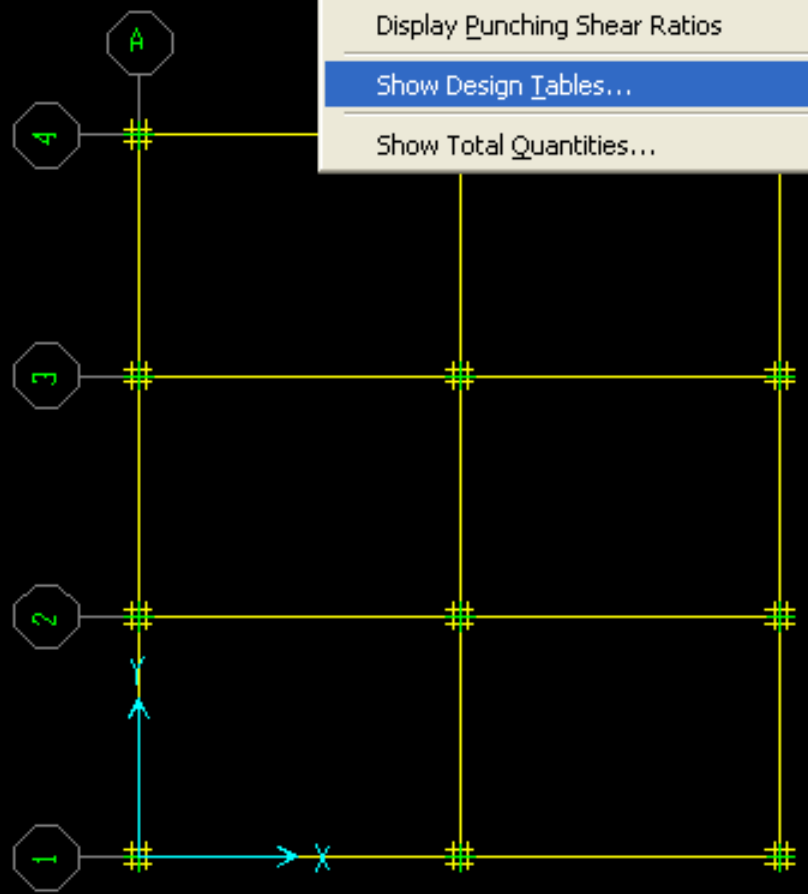 Display Punching Shear Ratios
A
Show Design Tables...
4
Show Total Quantities...
3
2
Y
1
X